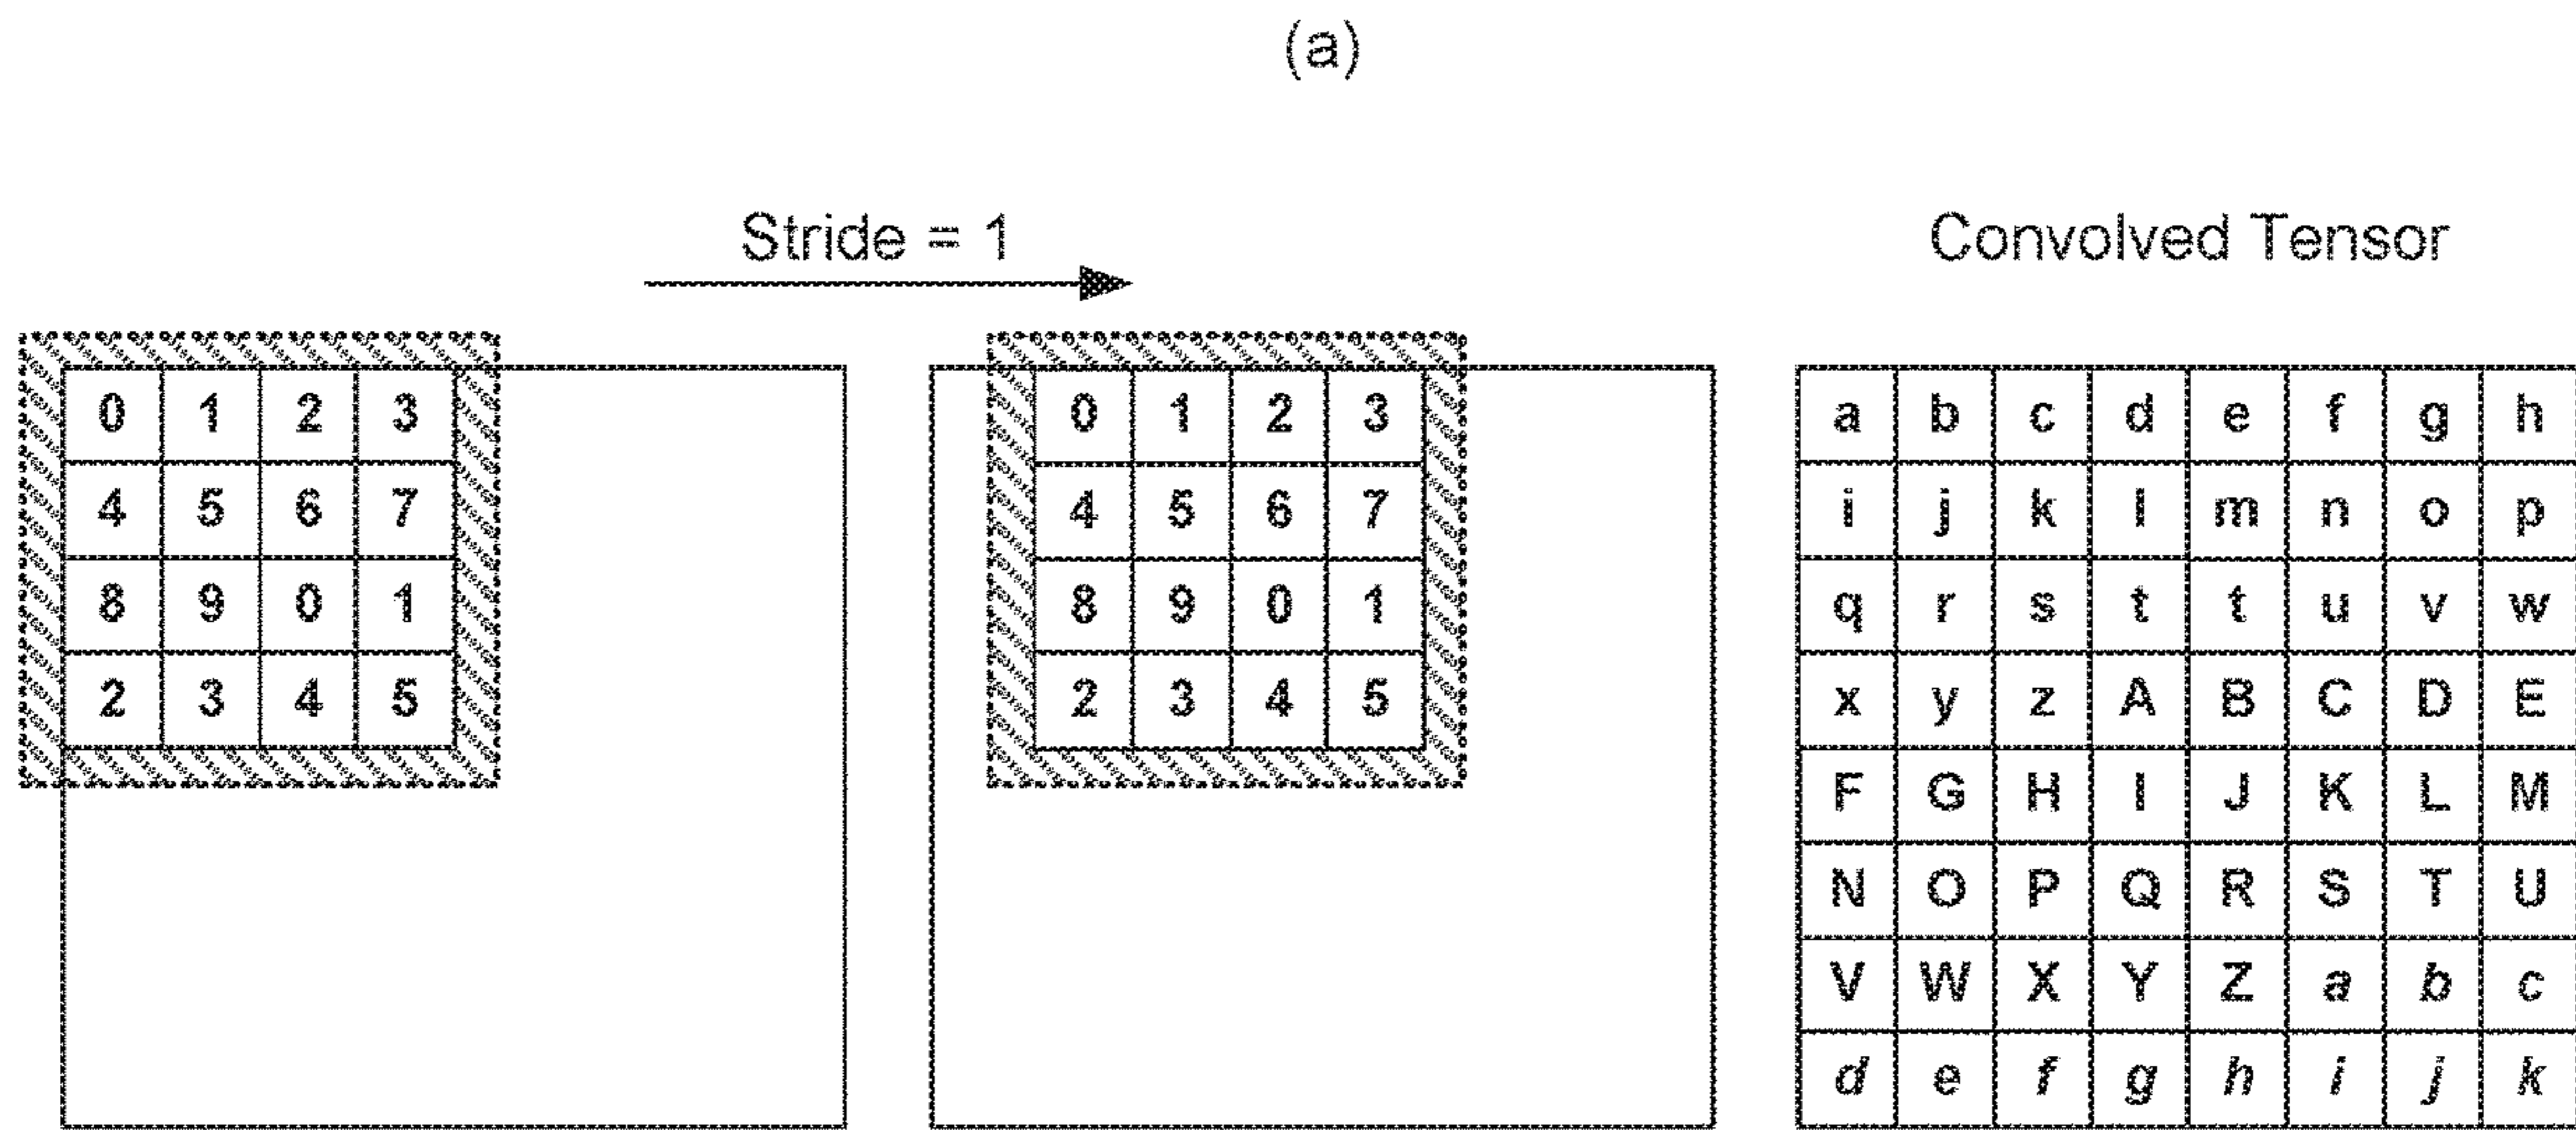 (a)
Stride = 1
Convolved Tensor
0 1 2 3
4 5 6 7
8 9 0 1
2 3 4 5
0 1 2 3
4 5 6 7
8 9 0 1
2 3 4 5
a b c d e f g h
i j k l m n o p
q r s t t u v w
x y z A B C D E
F G H I J K L M
N O P Q R S T U
V W X Y Z a b c
d e f g h i j k